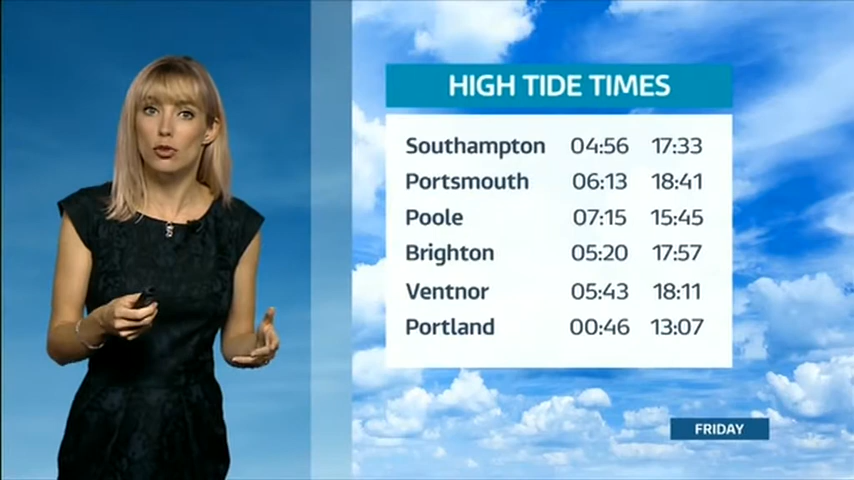 HIGH TIDE TIMES
Southampton 04:56 17:33
Portsmouth 06:13 18:41
Poole 07:15 15:45
Brighton 05:20 17:57
Ventnor 05:43 18:11
Portland 00:46 13:07
FRIDAY